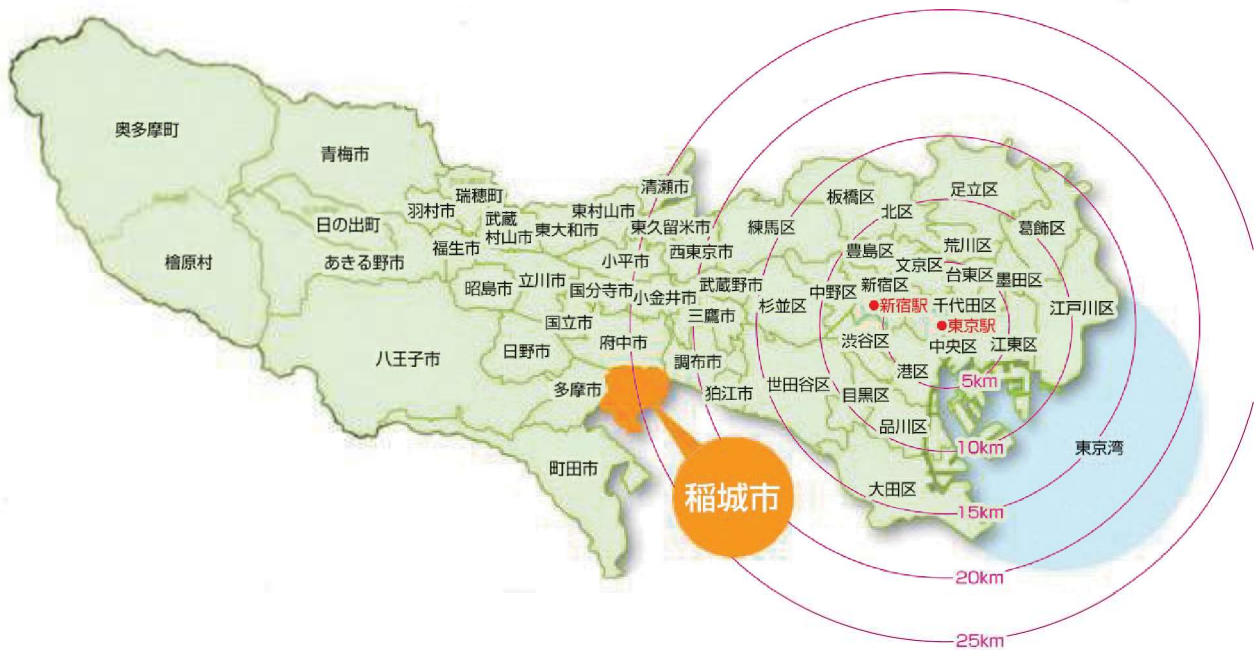 奥多摩町
青梅市
檜原村
日の出町
あきる野市
羽村市
瑞穂町
福生市
武蔵
村山市
東大和市
東村山市
清瀬市
東久留米市
西東京市
小平市
昭島市
立川市
国分寺市
小金井市
武蔵野市
三鷹市
国立市
府中市
調布市
狛江市
八王子市
日野市
多摩市
町田市
稲城市
板橋区
北区
足立区
葛飾区
練馬区
豊島区
文京区
荒川区
台東区
墨田区
杉並区
中野区
新宿区
新宿駅
千代田区
東京駅
中央区
江東区
江戸川区
渋谷区
港区
世田谷区
目黒区
品川区
大田区
東京湾
5km
10km
15km
20km
25km